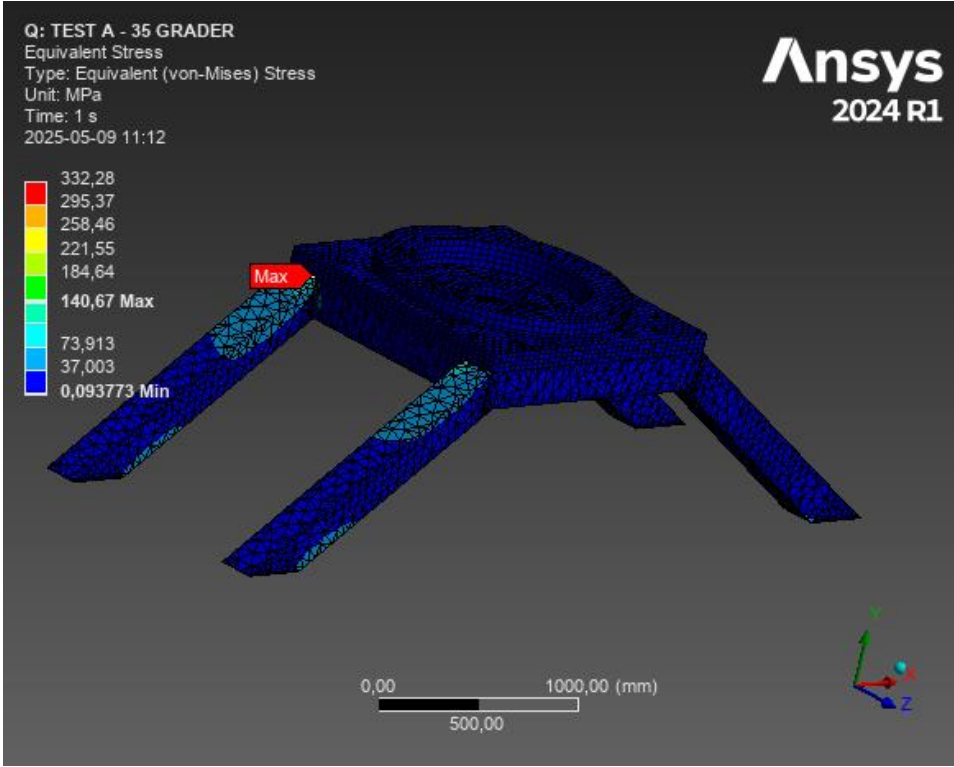 Q: TEST A - 35 GRADER
Equivalent Stress
Type: Equivalent (von-Mises) Stress
Unit: MPa
Time: 1 s
2025-05-09 11:12
Ansys
2024 R1
332,28
295,37
258,46
221,55
184,64
140,67 Max
73,913
37,003
0,093773 Min
Max
0,00
1000,00 (mm)
500,00
Y
X
Z